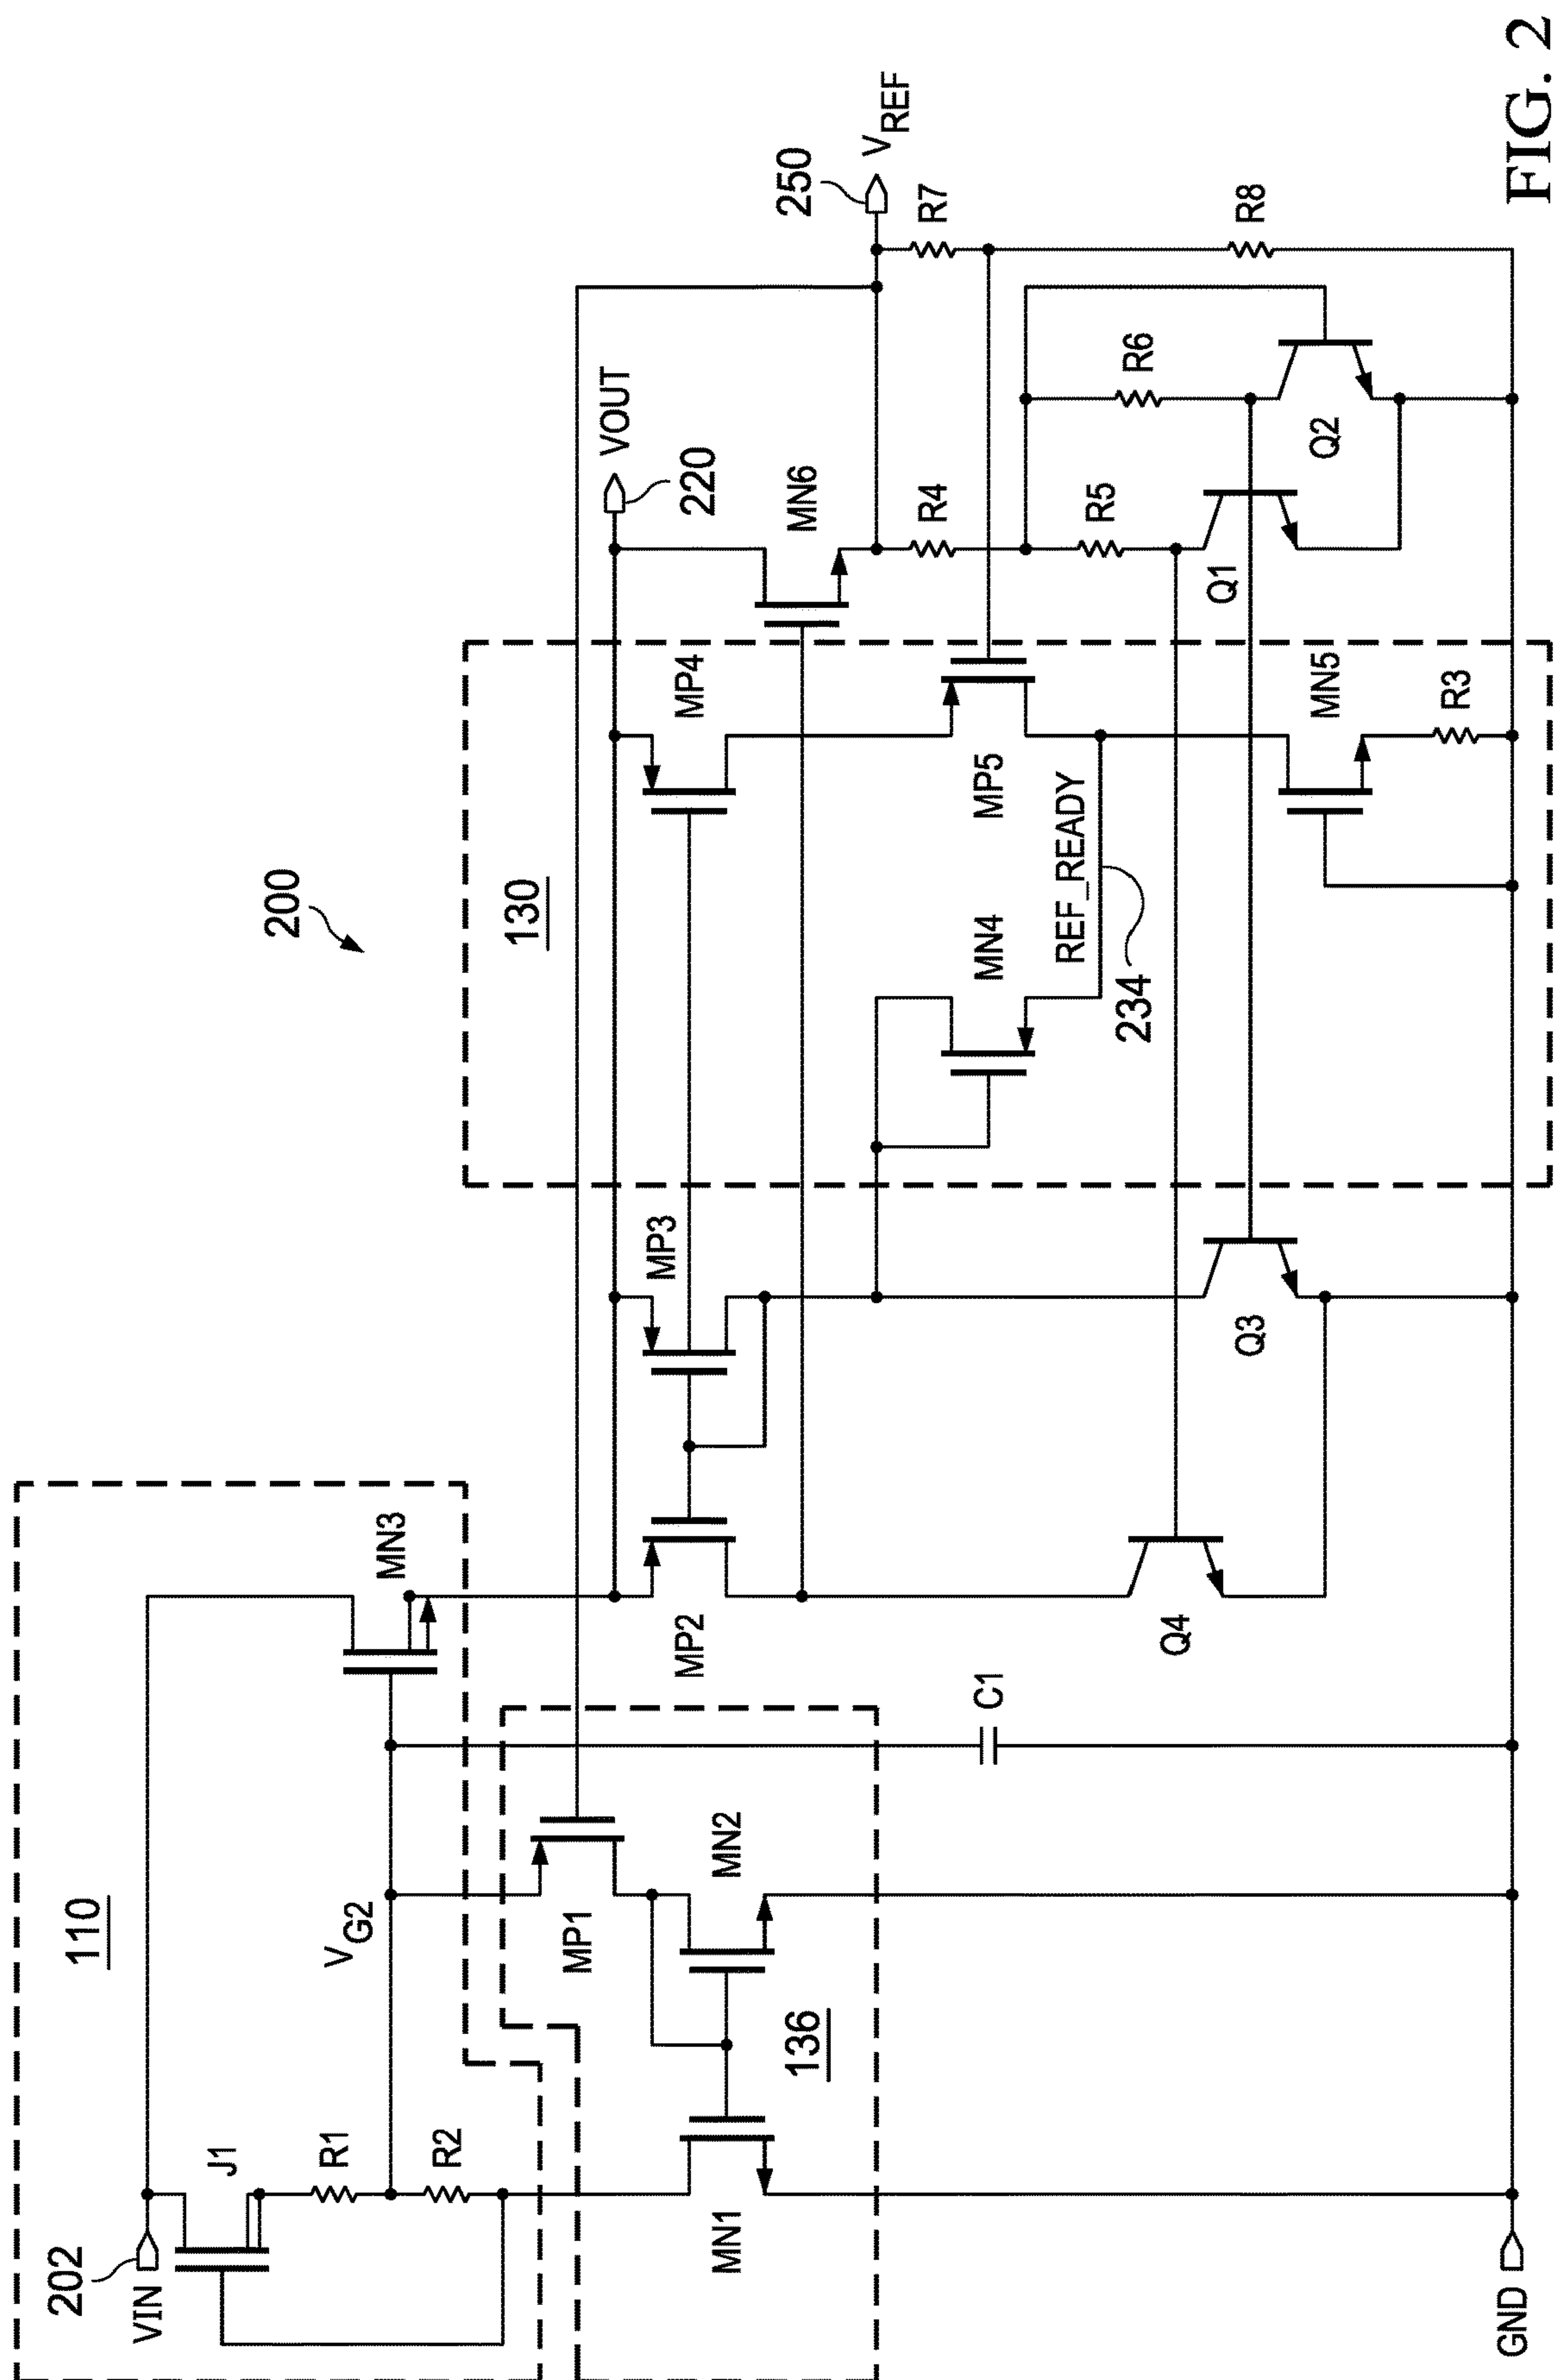 200
110
VIN
202
J1
R1
R2
V_G2
MN3
136
MP1
MN1
MN2
C1
MP2
MP3
Q4
Q3
130
MP4
MN4
REF_READY
234
MP5
MN5
R3
VOUT
220
MN6
R4
R5
Q1
R6
Q2
250
V_REF
R7
R8
GND
FIG. 2